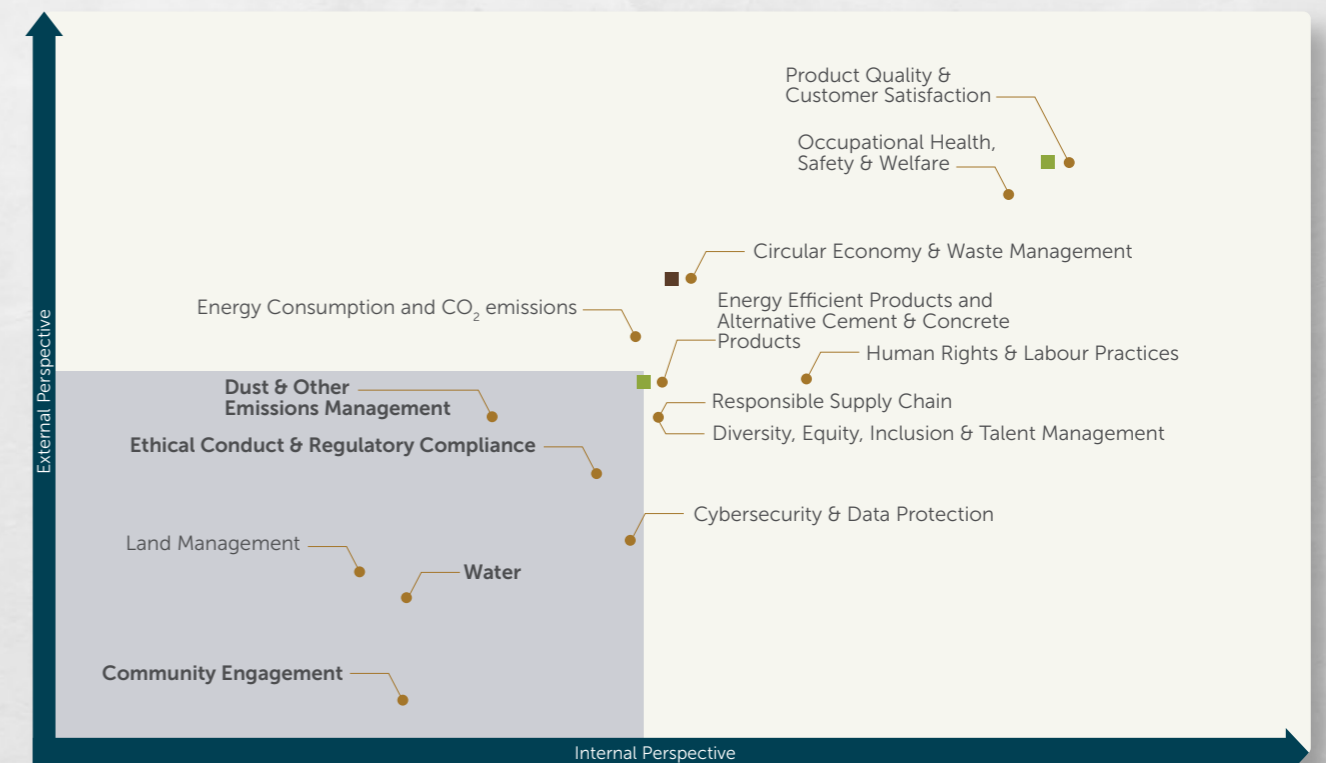 Product Quality &
Customer Satisfaction
Occupational Health,
Safety & Welfare
Circular Economy & Waste Management
Energy Consumption and CO₂ emissions
Energy Efficient Products and
Alternative Cement & Concrete
Products
Human Rights & Labour Practices
Dust & Other
Emissions Management
Responsible Supply Chain
Diversity, Equity, Inclusion & Talent Management
Ethical Conduct & Regulatory Compliance
Cybersecurity & Data Protection
Land Management
Water
Community Engagement
External Perspective
Internal Perspective